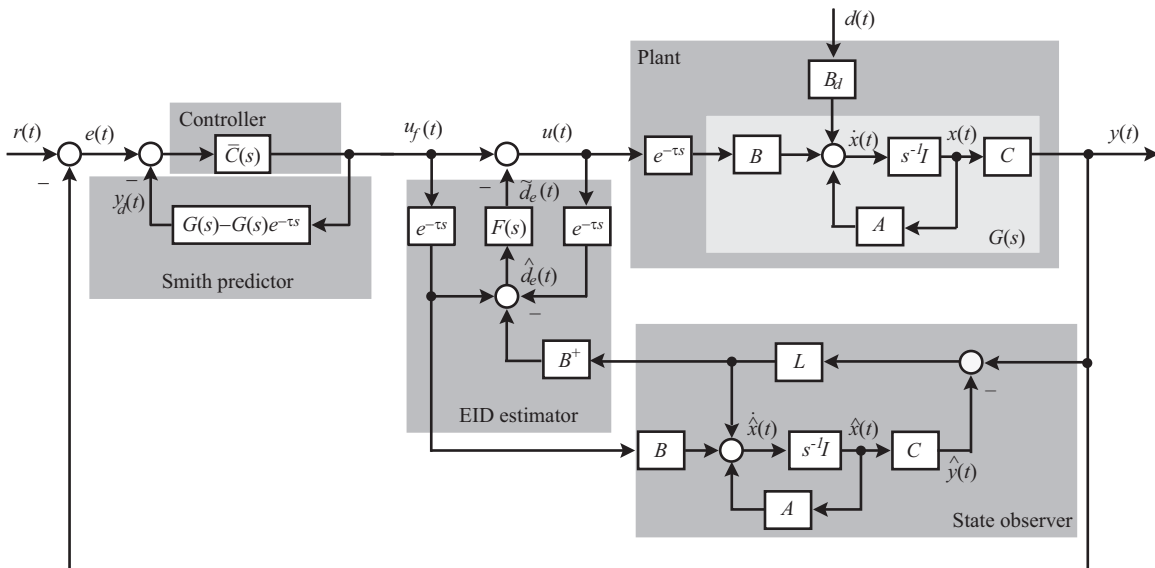 d(t)
Plant
B_d
Controller
r(t)
e(t)
C̅(s)
u_f(t)
u(t)
e^{-τs}
B
ẋ(t)
s^{-1}I
x(t)
C
y(t)
−
−
y_d(t)
G(s)−G(s)e^{-τs}
Smith predictor
−
d̃_e(t)
e^{-τs}
F(s)
e^{-τs}
A
G(s)
d̂_e(t)
−
B^+
EID estimator
L
−
B
x̂̇(t)
s^{-1}I
x̂(t)
C
ŷ(t)
A
State observer